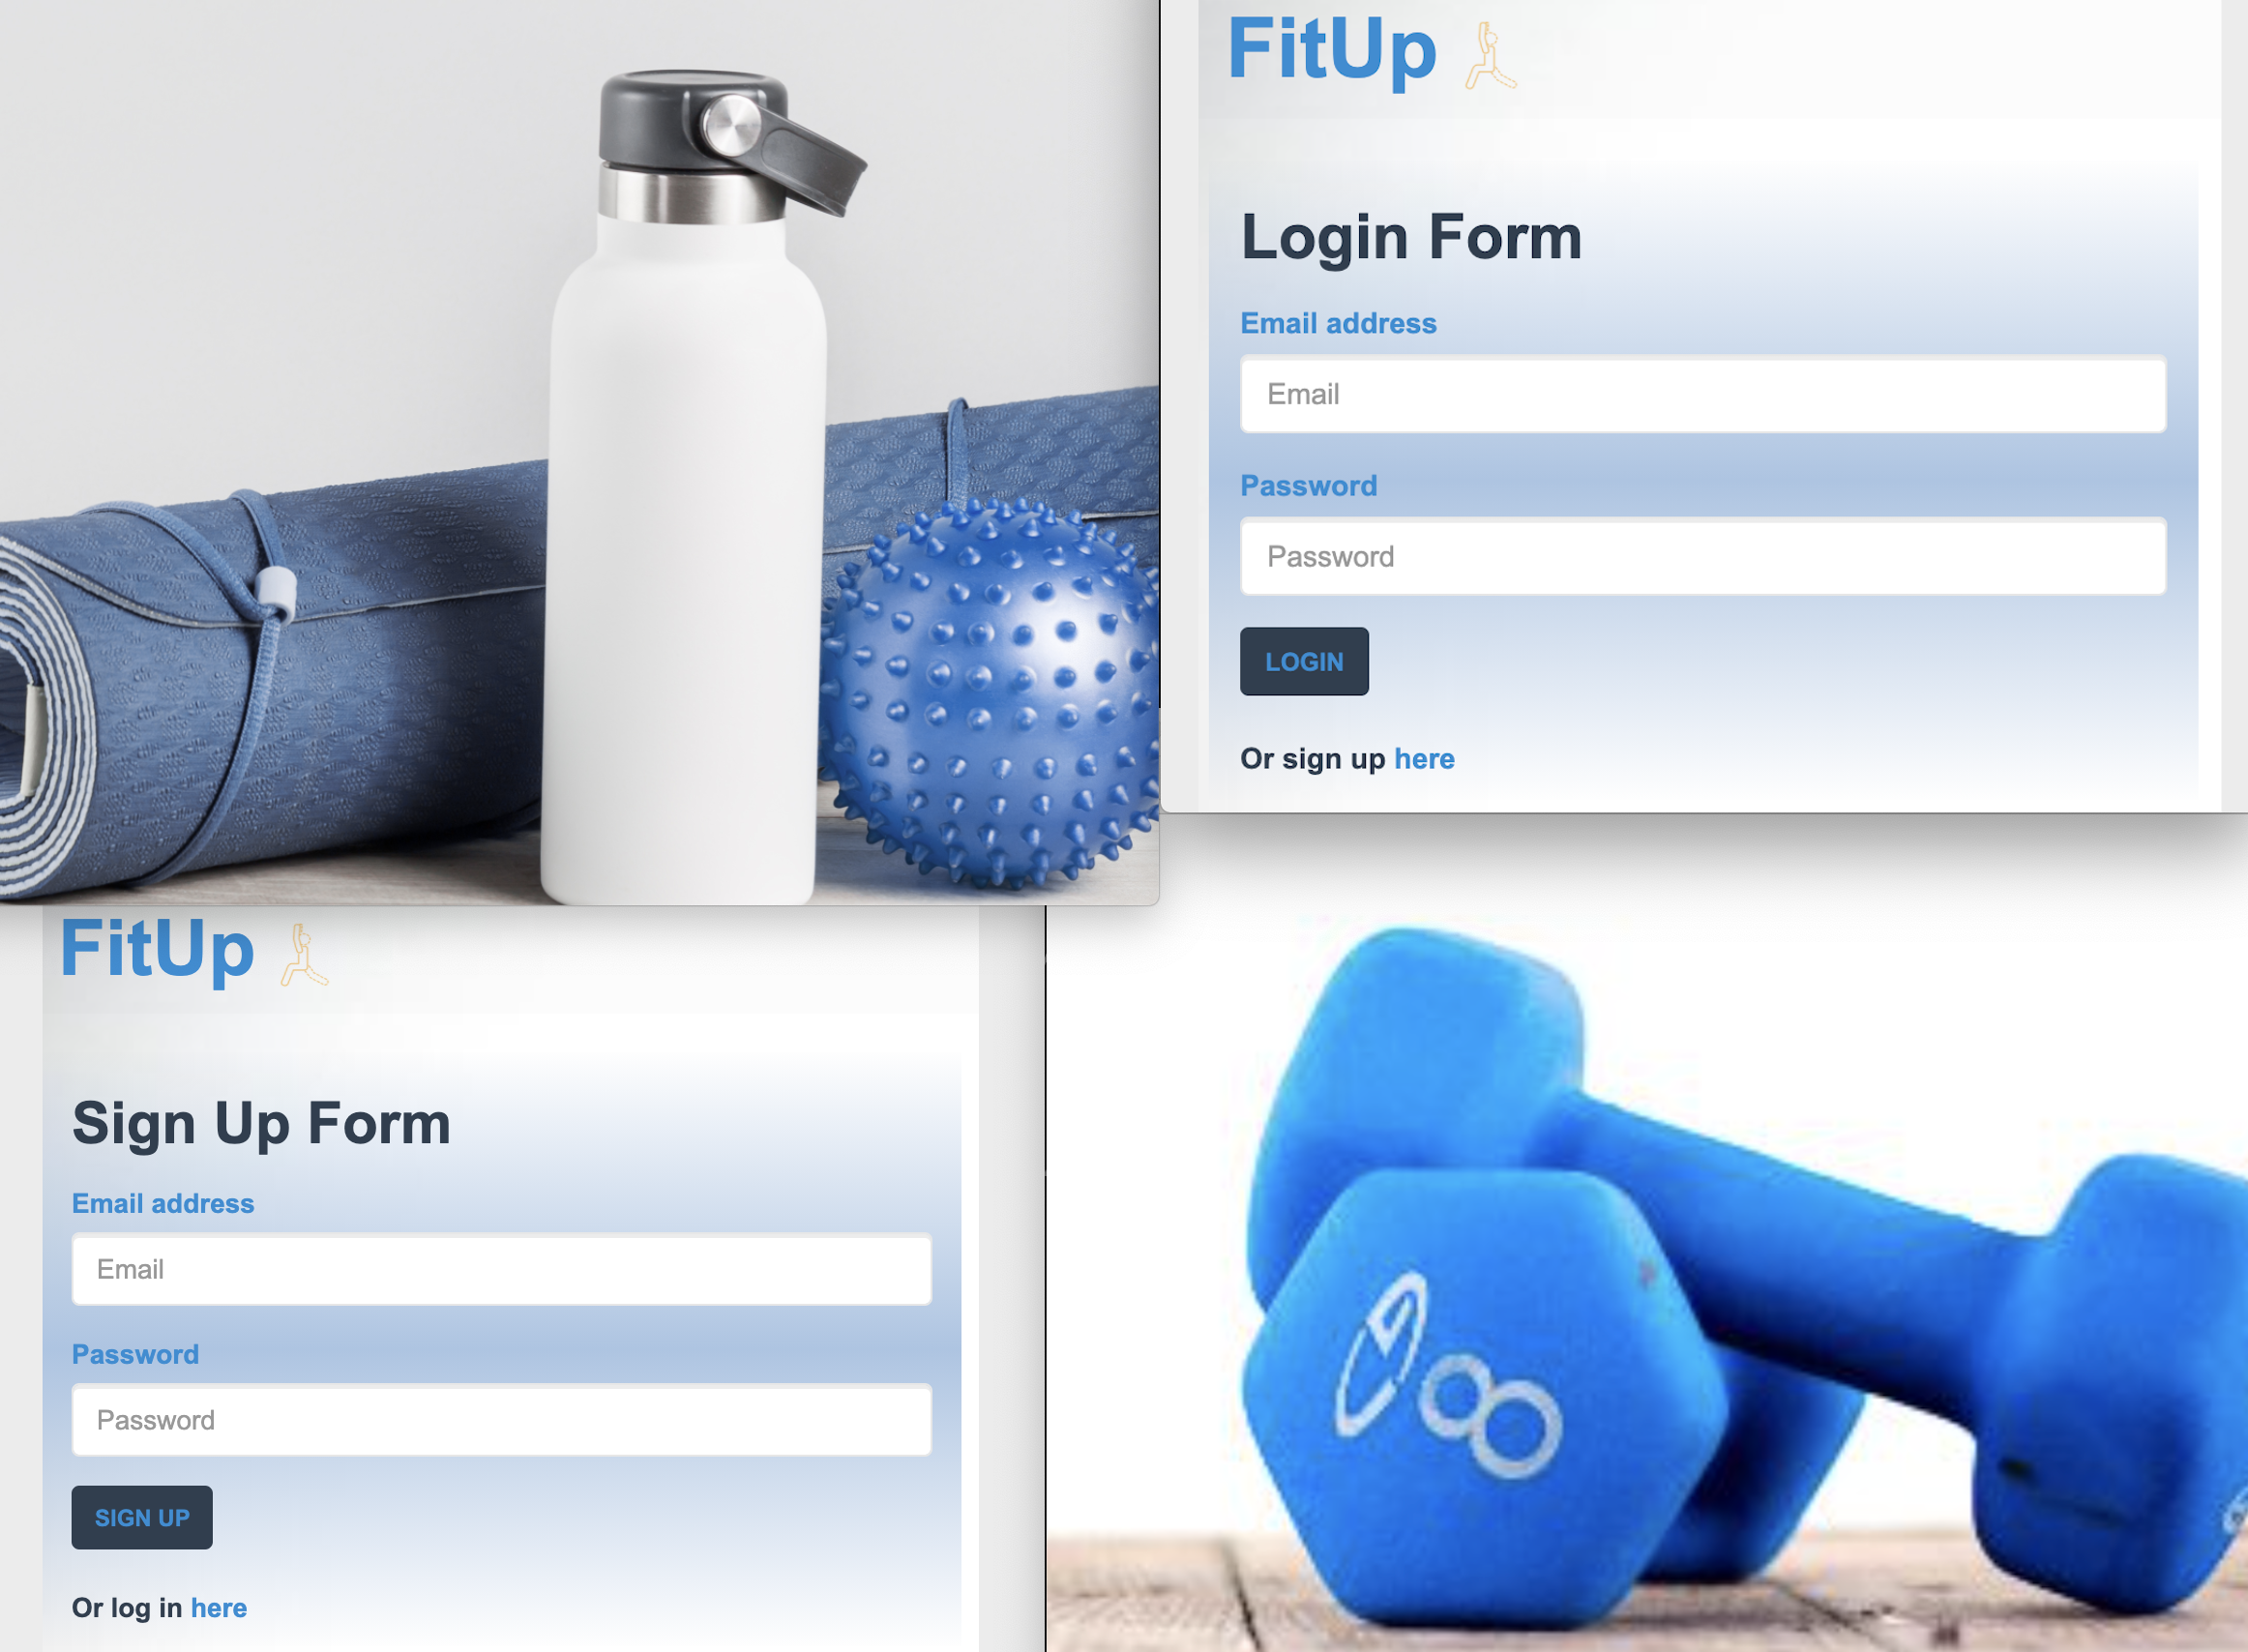 FitUp
Login Form
Email address
Email
Password
Password
LOGIN
Or sign up here
FitUp
Sign Up Form
Email address
Email
Password
Password
SIGN UP
Or log in here
8